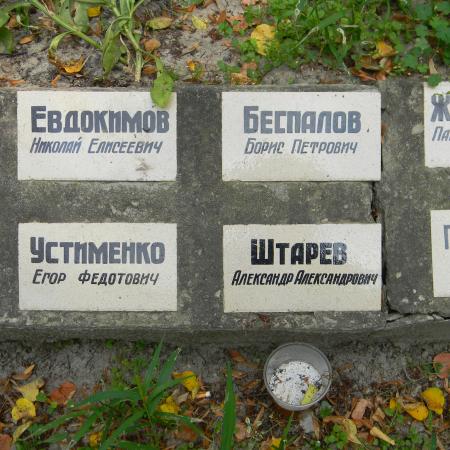 ЕВДОКИМОВ
НИКОЛАЙ ЕЛИСЕЕВИЧ
БЕСПАЛОВ
БОРИС ПЕТРОВИЧ
УСТИМЕНКО
ЕГОР ФЕДОТОВИЧ
ШТАРЕВ
АЛЕКСАНДР АЛЕКСАНДРОВИЧ